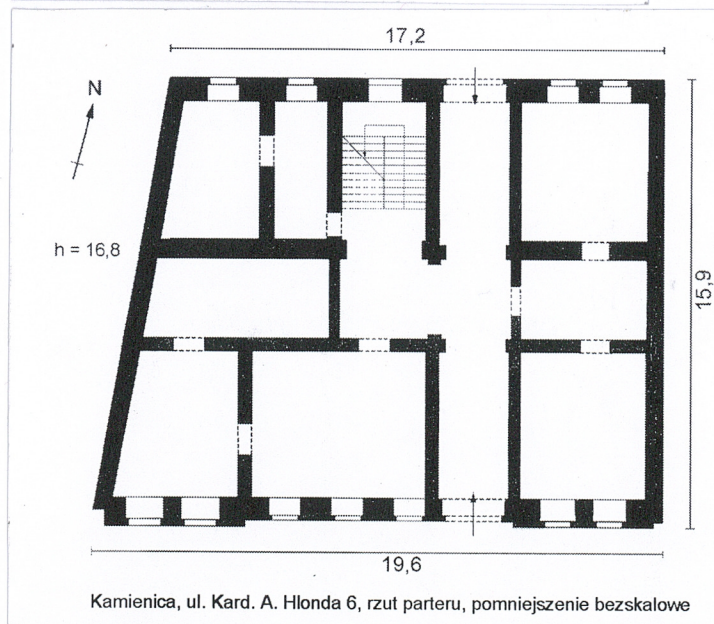 17,2
N
h = 16,8
15,9
19,6
Kamienica, ul. Kard. A. Hlonda 6, rzut parteru, pomniejszenie bezskalowe